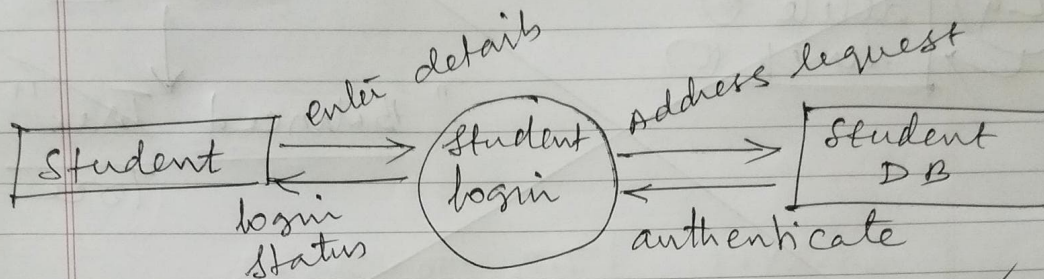 enter details
Address request
Student
Student
login
Student
DB
login
status
authenticate